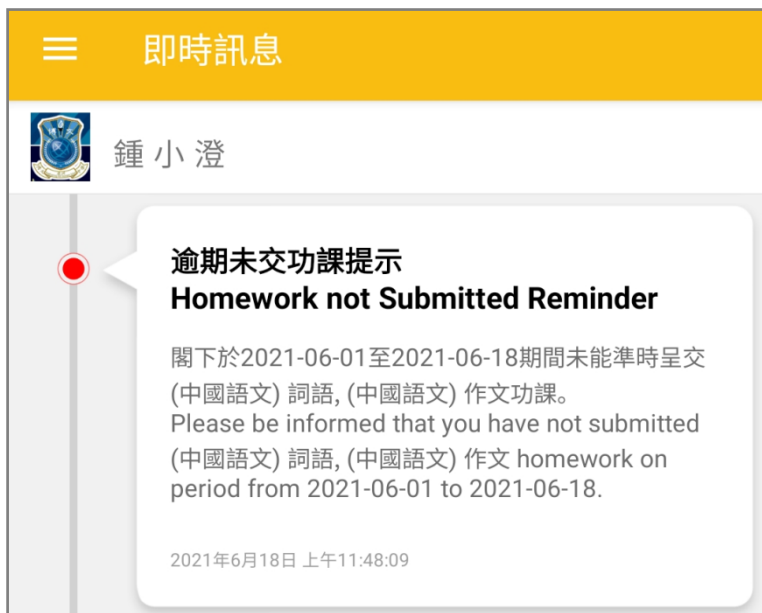 即時訊息
鍾 小 澄
逾期未交功課提示
Homework not Submitted Reminder
閣下於2021-06-01至2021-06-18期間未能準時呈交
(中國語文) 詞語, (中國語文) 作文功課。
Please be informed that you have not submitted
(中國語文) 詞語, (中國語文) 作文 homework on
period from 2021-06-01 to 2021-06-18.
2021年6月18日 上午11:48:09